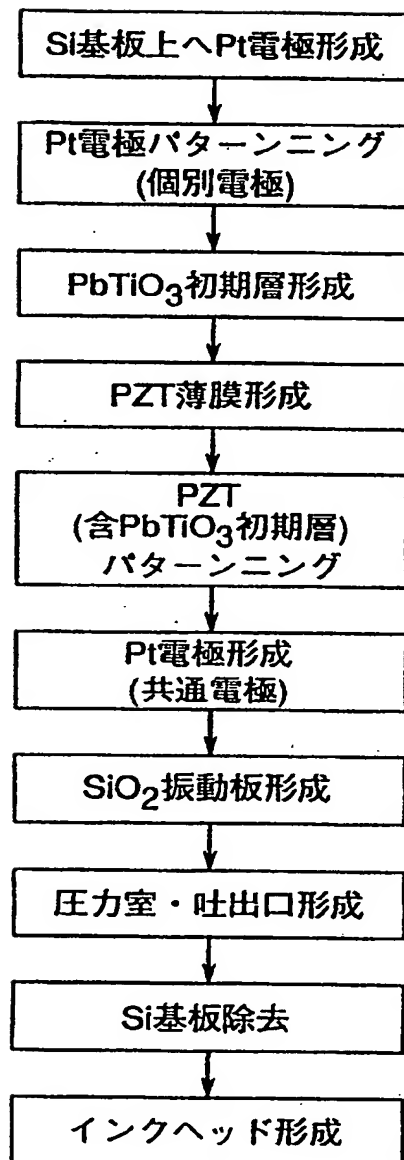 Si基板上へPt電極形成
Pt電極パターンニング
(個別電極)
PbTiO3初期層形成
PZT薄膜形成
PZT
(含PbTiO3初期層)
パターンニング
Pt電極形成
(共通電極)
SiO2振動板形成
圧力室・吐出口形成
Si基板除去
インクヘッド形成